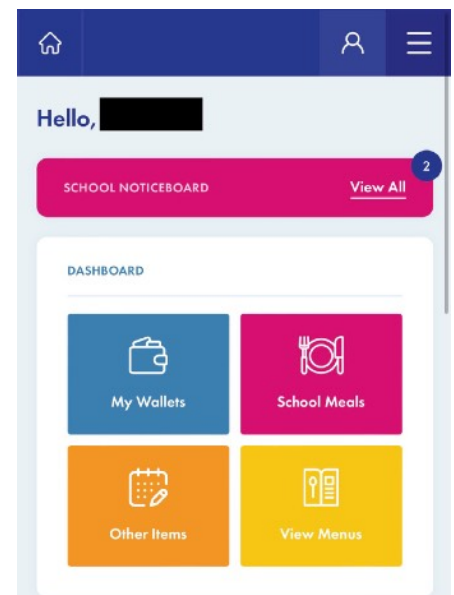 Hello,
2
SCHOOL NOTICEBOARD View All
DASHBOARD
My Wallets School Meals
Other Items View Menus